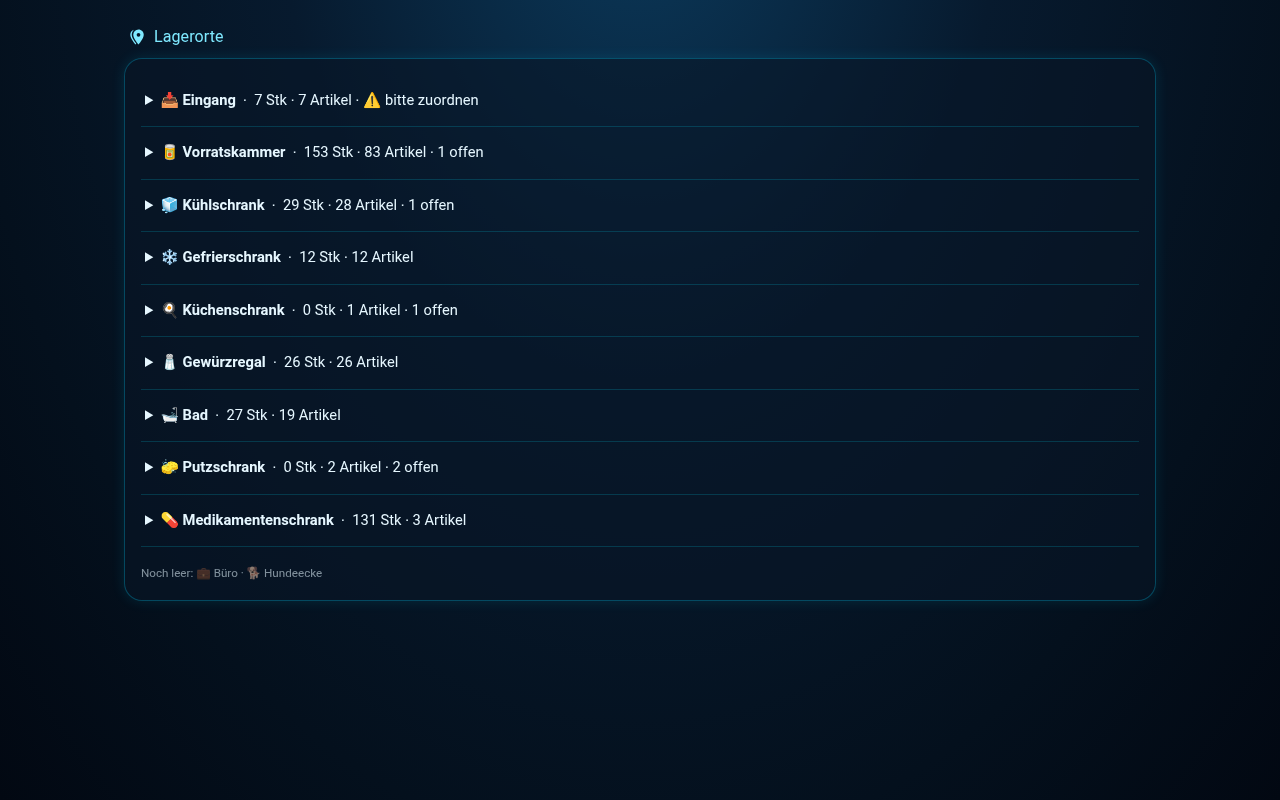 Lagerorte
▶ 📥 Eingang · 7 Stk · 7 Artikel · ⚠️ bitte zuordnen
▶ 🥫 Vorratskammer · 153 Stk · 83 Artikel · 1 offen
▶ 🧊 Kühlschrank · 29 Stk · 28 Artikel · 1 offen
▶ ❄️ Gefrierschrank · 12 Stk · 12 Artikel
▶ 🍳 Küchenschrank · 0 Stk · 1 Artikel · 1 offen
▶ 🧂 Gewürzregal · 26 Stk · 26 Artikel
▶ 🛁 Bad · 27 Stk · 19 Artikel
▶ 🧽 Putzschrank · 0 Stk · 2 Artikel · 2 offen
▶ 💊 Medikamentenschrank · 131 Stk · 3 Artikel
Noch leer: 💼 Büro · 🐕 Hundeecke